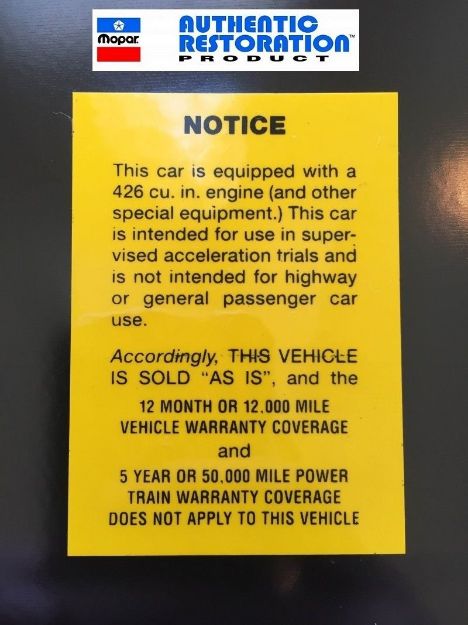 Mopar
AUTHENTIC
RESTORATION™
PRODUCT
NOTICE
This car is equipped with a
426 cu. in. engine (and other
special equipment.) This car
is intended for use in super-
vised acceleration trials and
is not intended for highway
or general passenger car
use.
Accordingly, THIS VEHICLE
IS SOLD "AS IS", and the
12 MONTH OR 12,000 MILE
VEHICLE WARRANTY COVERAGE
and
5 YEAR OR 50,000 MILE POWER
TRAIN WARRANTY COVERAGE
DOES NOT APPLY TO THIS VEHICLE